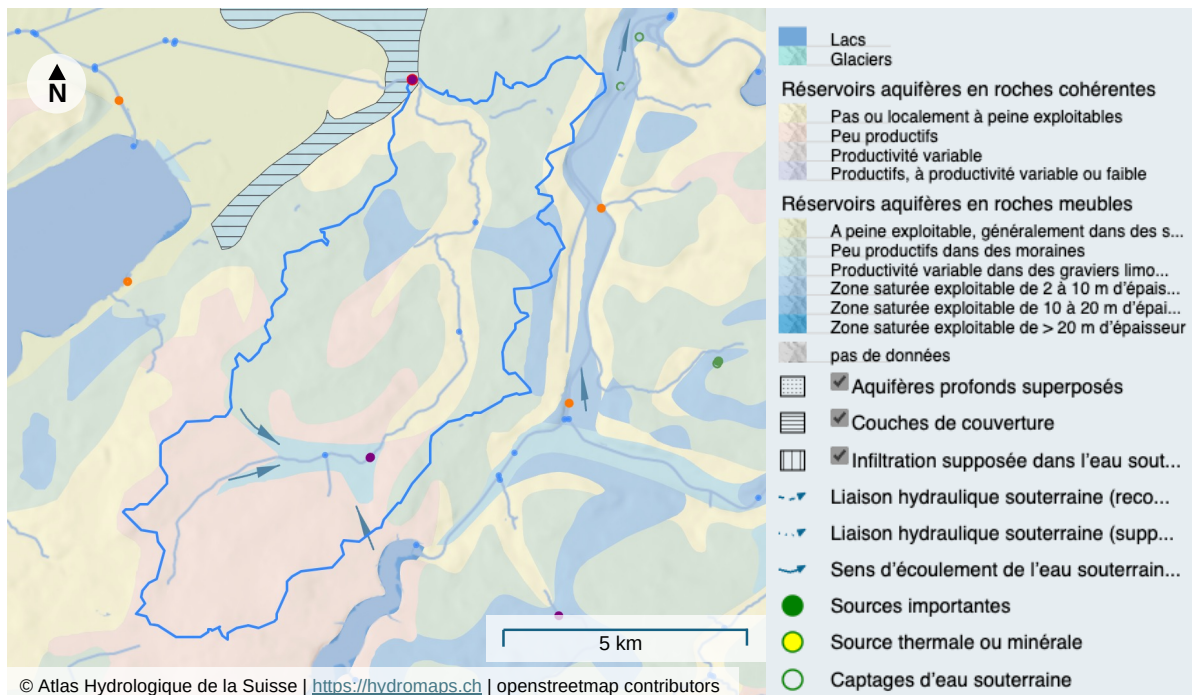 N
5 km
© Atlas Hydrologique de la Suisse | https://hydromaps.ch | openstreetmap contributors
Lacs
Glaciers
Réservoirs aquifères en roches cohérentes
Pas ou localement à peine exploitables
Peu productifs
Productivité variable
Productifs, à productivité variable ou faible
Réservoirs aquifères en roches meubles
A peine exploitable, généralement dans des s...
Peu productifs dans des moraines
Productivité variable dans des graviers limo...
Zone saturée exploitable de 2 à 10 m d'épais...
Zone saturée exploitable de 10 à 20 m d'épai...
Zone saturée exploitable de > 20 m d'épaisseur
pas de données
Aquifères profonds superposés
Couches de couverture
Infiltration supposée dans l'eau sout...
Liaison hydraulique souterraine (reco...
Liaison hydraulique souterraine (supp...
Sens d'écoulement de l'eau souterrain...
Sources importantes
Source thermale ou minérale
Captages d'eau souterraine